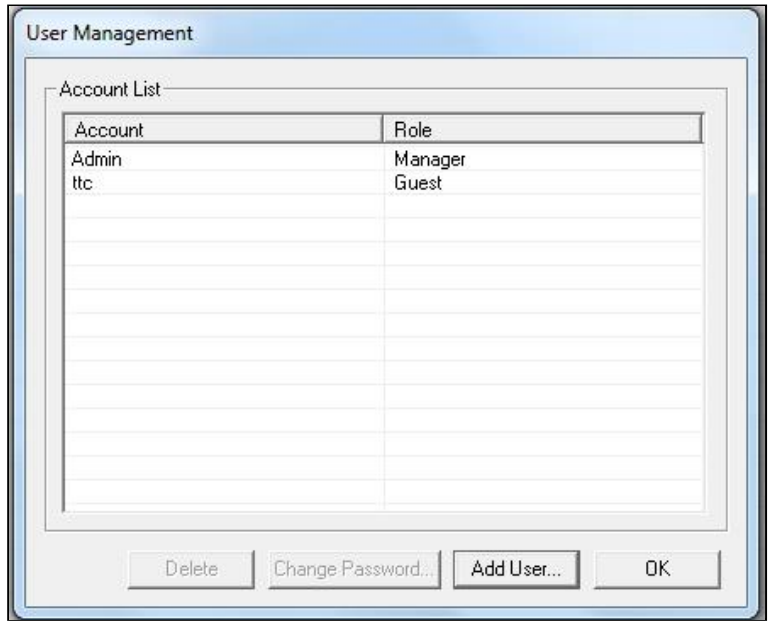 User Management
Account List
Account Role
Admin Manager
ttc Guest
Delete Change Password... Add User... OK